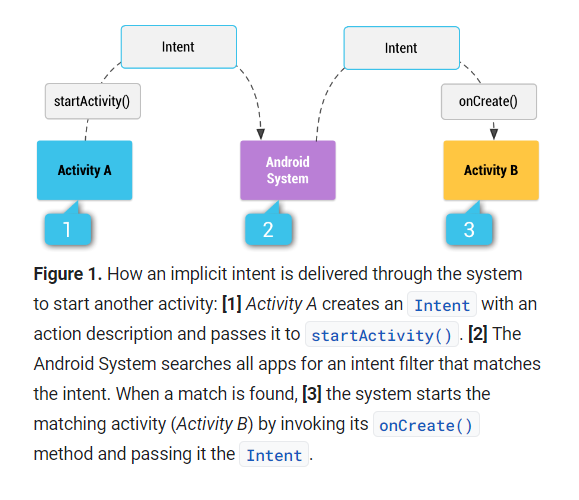 Intent
Intent
startActivity()
onCreate()
Activity A
Android
System
Activity B
1
2
3
Figure 1. How an implicit intent is delivered through the system
to start another activity: [1] Activity A creates an Intent with an
action description and passes it to startActivity(). [2] The
Android System searches all apps for an intent filter that matches
the intent. When a match is found, [3] the system starts the
matching activity (Activity B) by invoking its onCreate()
method and passing it the Intent.